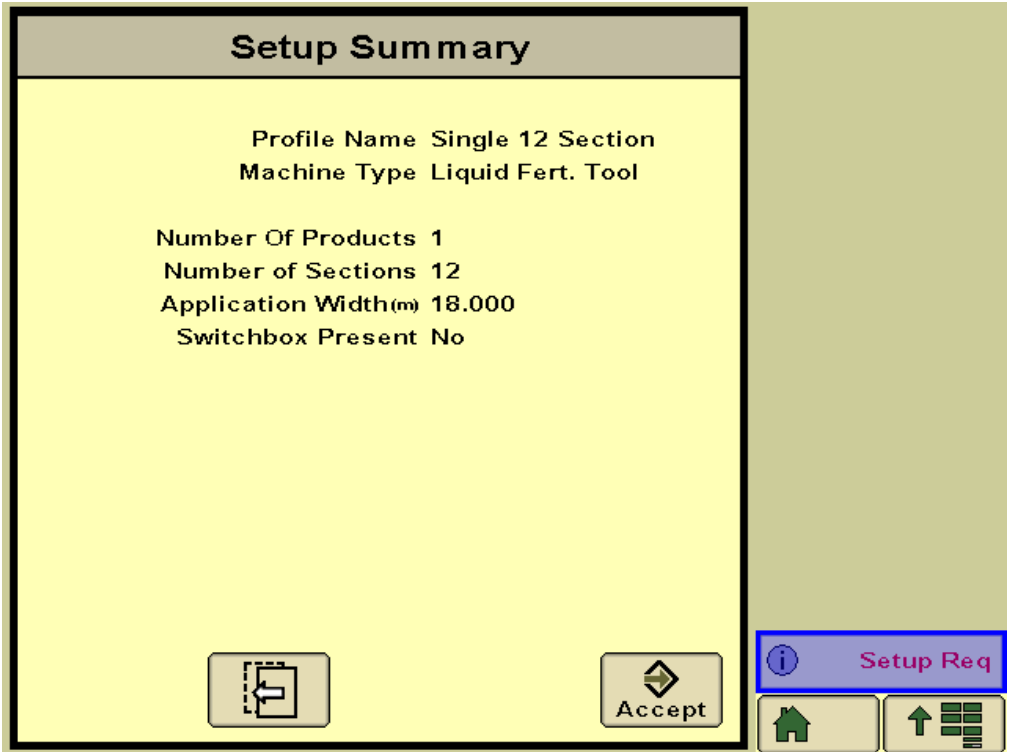 Setup Summary
Profile Name Single 12 Section
Machine Type Liquid Fert. Tool
Number Of Products 1
Number of Sections 12
Application Width(m) 18.000
Switchbox Present No
Accept
i Setup Req